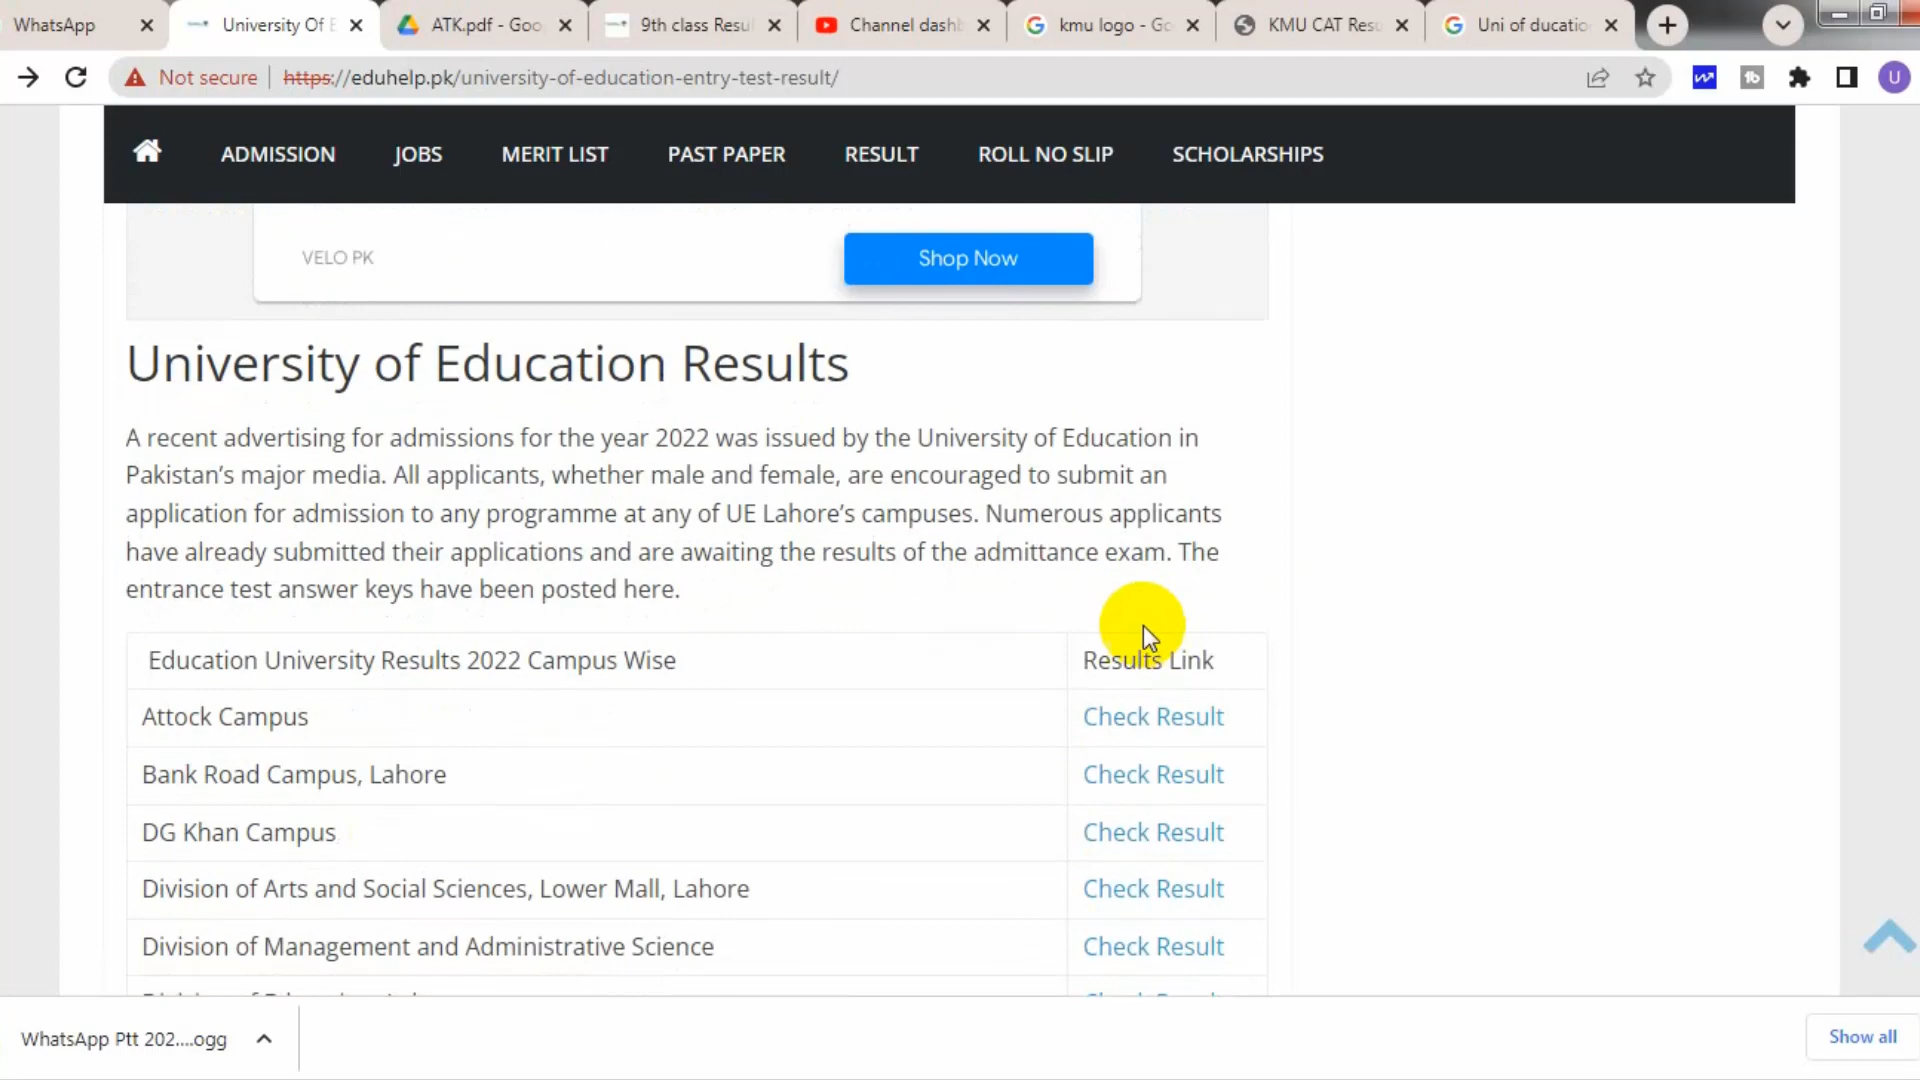 WhatsApp
University Of E
ATK.pdf - Goo
9th class Resu
Channel dashb
kmu logo - Go
KMU CAT Resu
Uni of ducatio
Not secure
https://eduhelp.pk/university-of-education-entry-test-result/
U
ADMISSION
JOBS
MERIT LIST
PAST PAPER
RESULT
ROLL NO SLIP
SCHOLARSHIPS
VELO PK
Shop Now
University of Education Results
A recent advertising for admissions for the year 2022 was issued by the University of Education in
Pakistan’s major media. All applicants, whether male and female, are encouraged to submit an
application for admission to any programme at any of UE Lahore’s campuses. Numerous applicants
have already submitted their applications and are awaiting the results of the admittance exam. The
entrance test answer keys have been posted here.
Education University Results 2022 Campus Wise
Results Link
Attock Campus
Check Result
Bank Road Campus, Lahore
Check Result
DG Khan Campus
Check Result
Division of Arts and Social Sciences, Lower Mall, Lahore
Check Result
Division of Management and Administrative Science
Check Result
WhatsApp Ptt 202....ogg
Show all